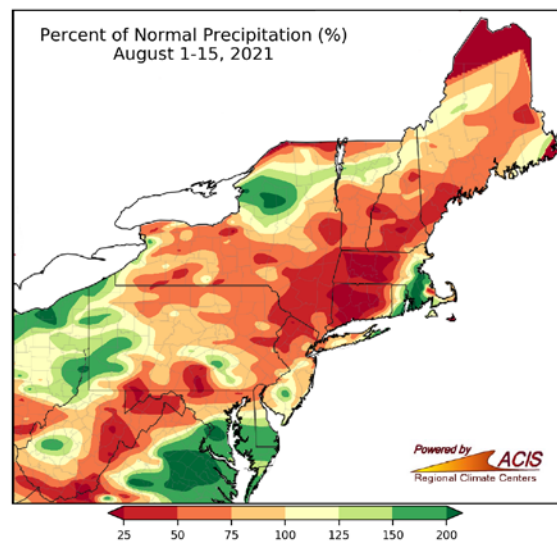 Percent of Normal Precipitation (%)
August 1-15, 2021
Powered by
ACIS
Regional Climate Centers
25 50 75 100 125 150 200